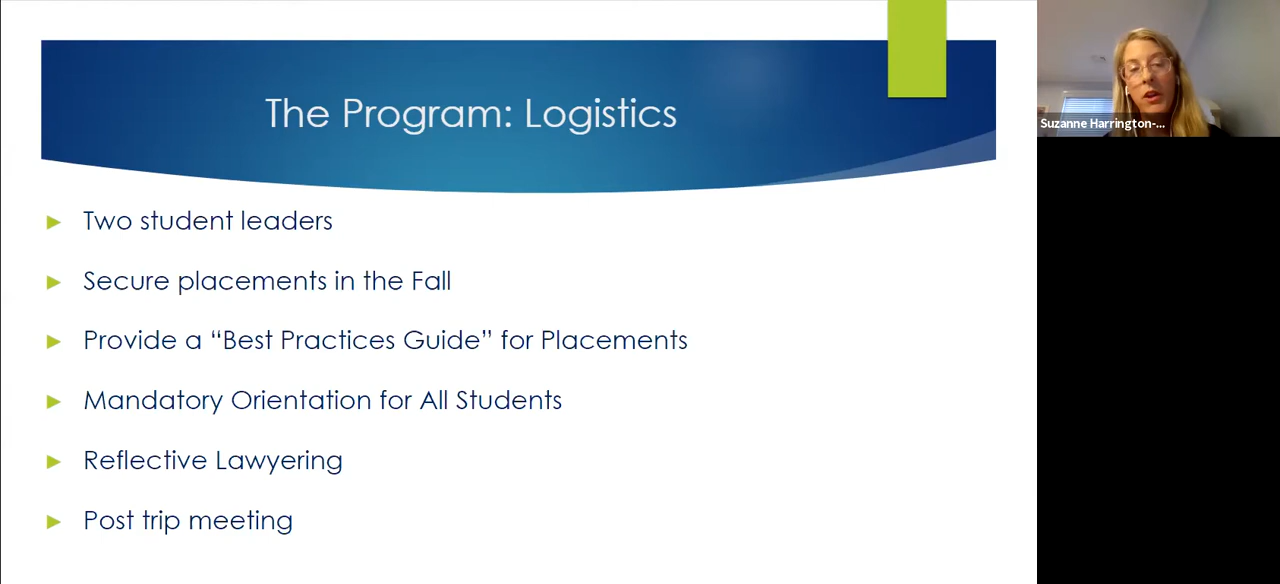 The Program: Logistics
Two student leaders
Secure placements in the Fall
Provide a “Best Practices Guide” for Placements
Mandatory Orientation for All Students
Reflective Lawyering
Post trip meeting
Suzanne Harrington-...